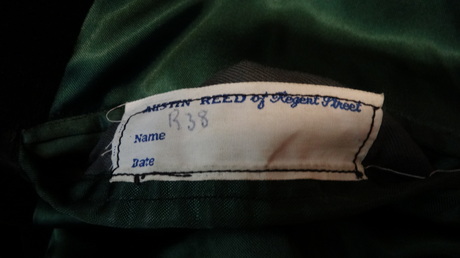 AUSTIN REED of Regent Street
Name R38
Date